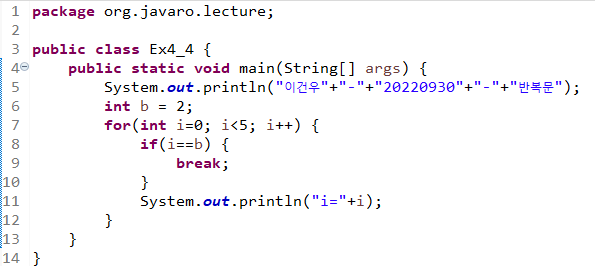 1 package org.javaro.lecture;
2
3 public class Ex4_4 {
4     public static void main(String[] args) {
5         System.out.println("이건우"+"-"+"20220930"+"-"+"반복문");
6         int b = 2;
7         for(int i=0; i<5; i++) {
8             if(i==b) {
9                 break;
10             }
11             System.out.println("i="+i);
12         }
13     }
14 }